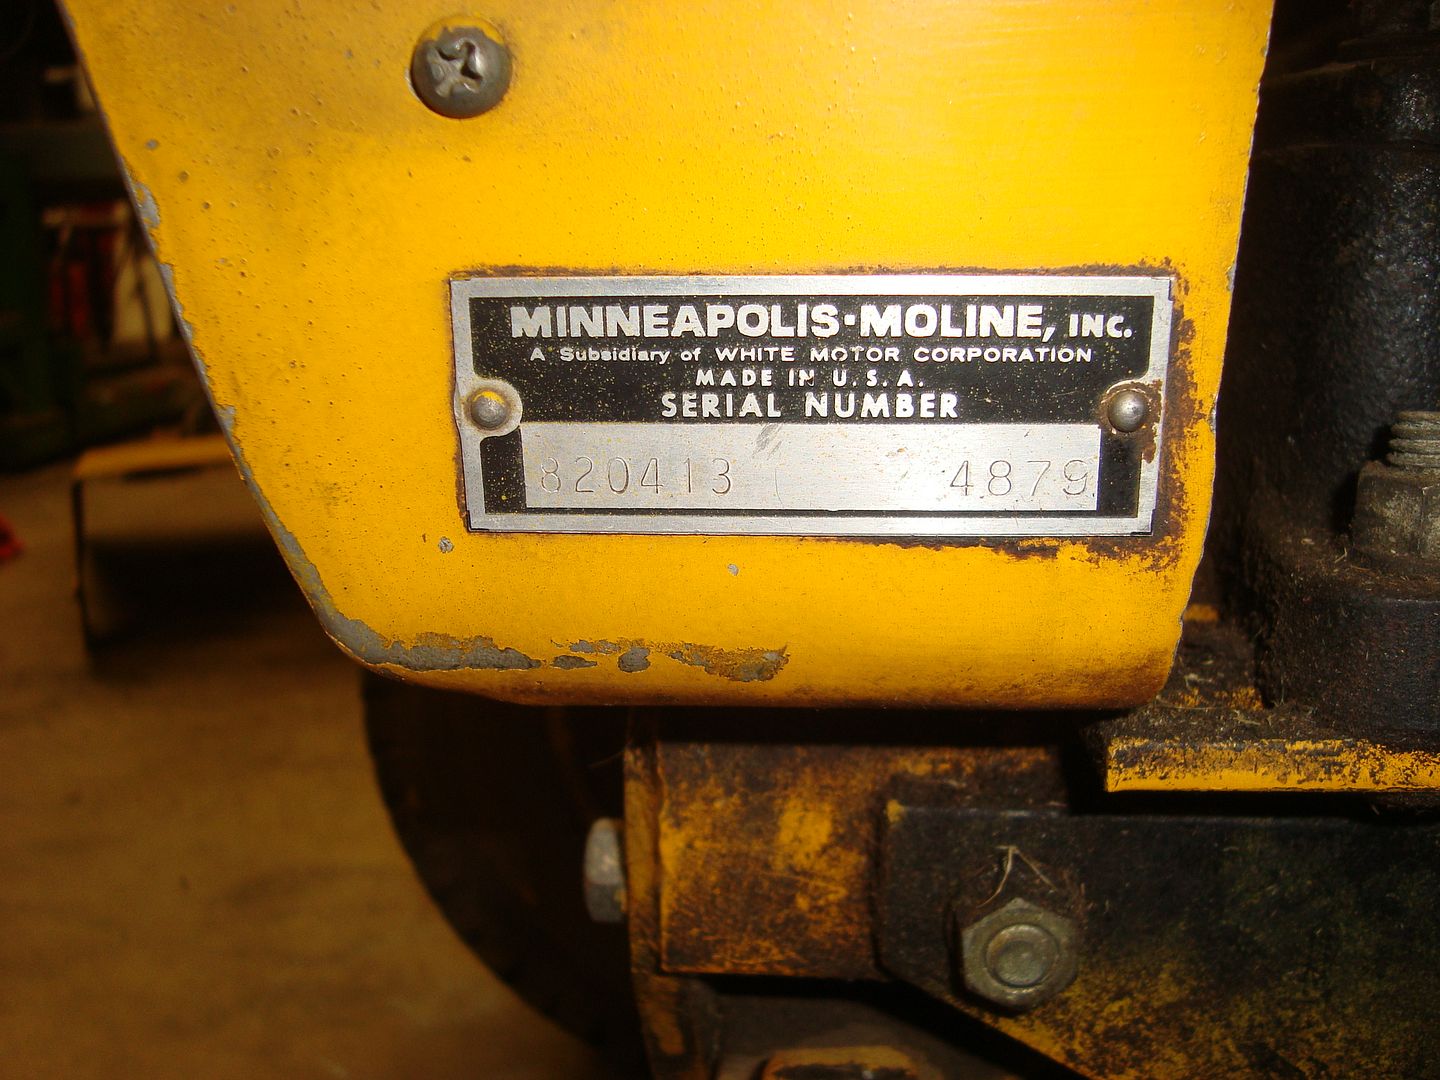 MINNEAPOLIS·MOLINE, INC.
A Subsidiary of WHITE MOTOR CORPORATION
MADE IN U.S.A.
SERIAL NUMBER
820413 4879